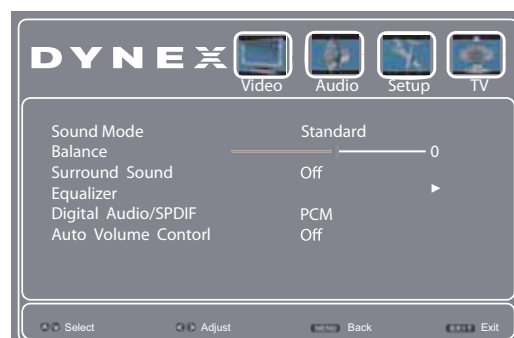 DYNEX
Video Audio Setup TV
Sound Mode Standard
Balance 0
Surround Sound Off
Equalizer
Digital Audio/SPDIF PCM
Auto Volume Contorl Off
Select Adjust MENU Back EXIT Exit